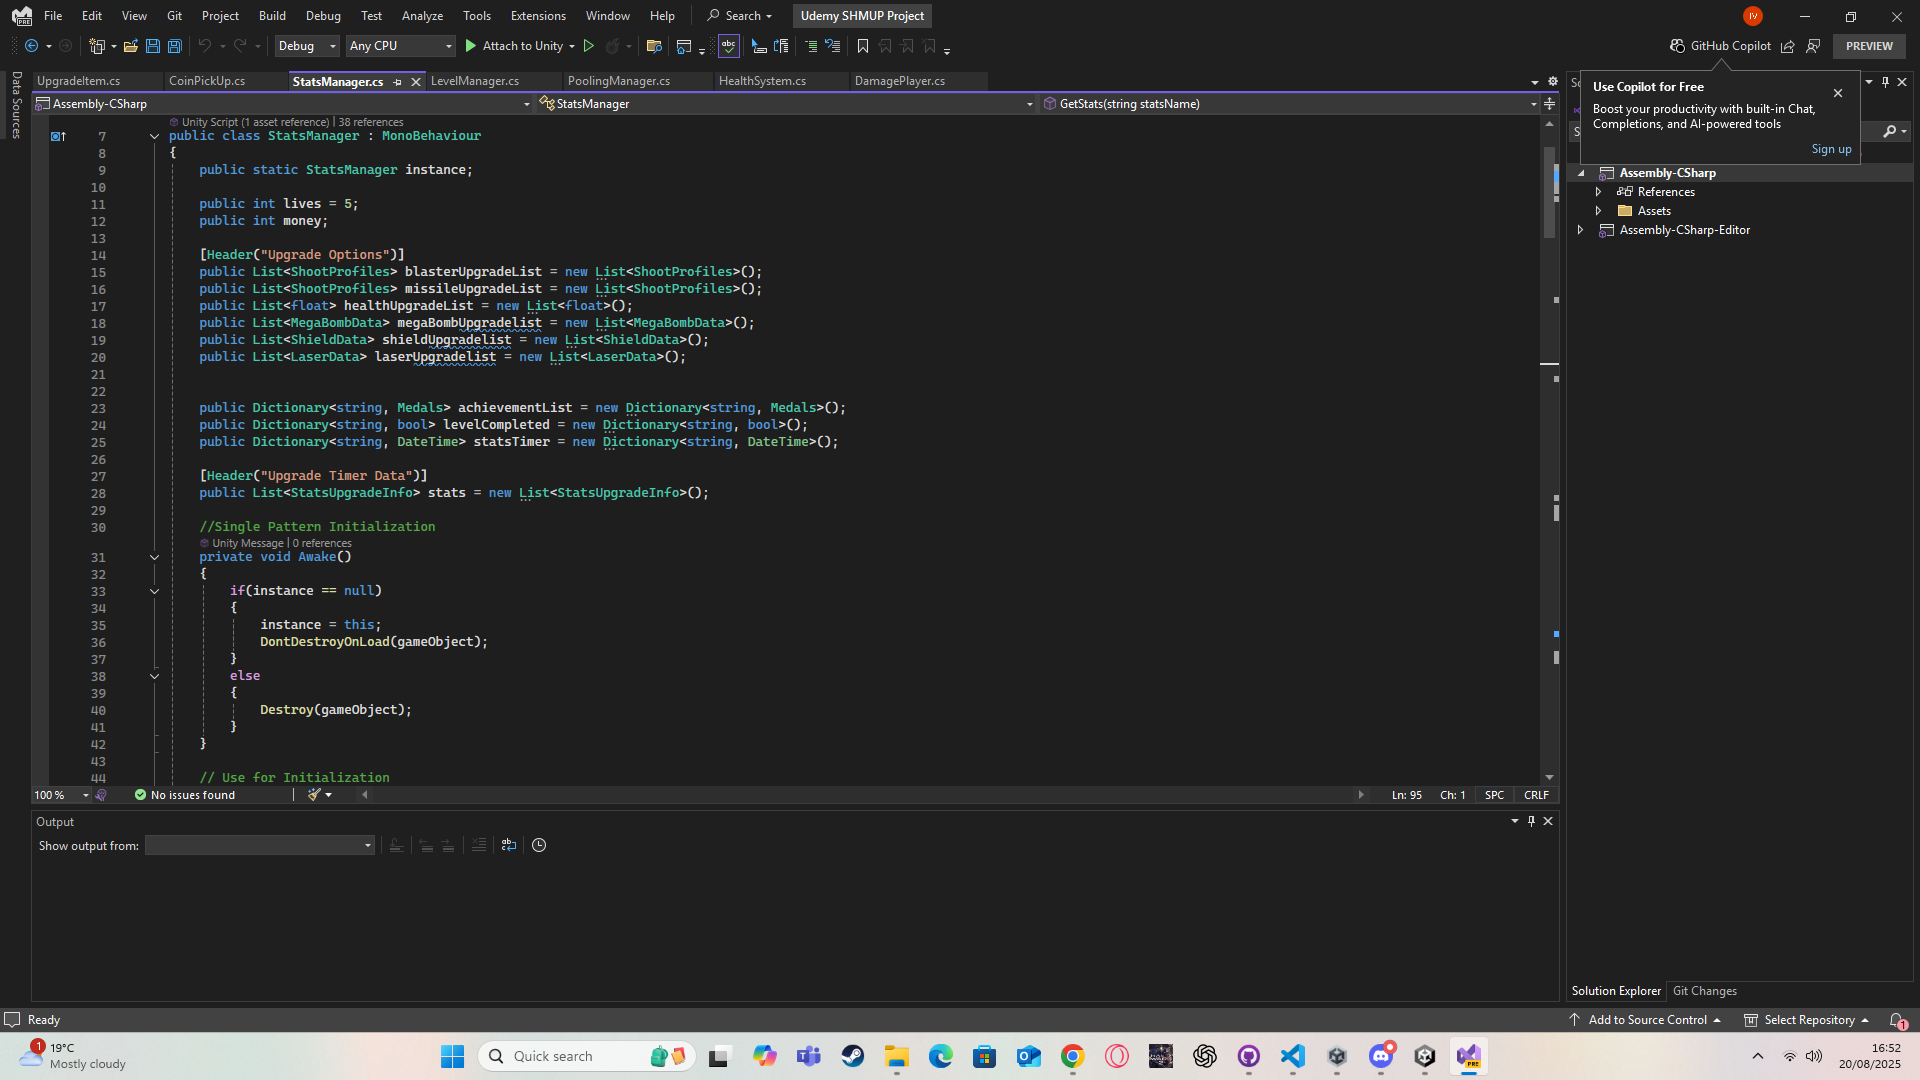 File Edit View Git Project Build Debug Test Analyze Tools Extensions Window Help Search Udemy SHMUP Project IV
Debug Any CPU Attach to Unity GitHub Copilot PREVIEW
UpgradeItem.cs CoinPickUp.cs StatsManager.cs LevelManager.cs PoolingManager.cs HealthSystem.cs DamagePlayer.cs
Assembly-CSharp StatsManager GetStats(string statsName)
Data Sources
Unity Script (1 asset reference) | 38 references
7 public class StatsManager : MonoBehaviour
8 {
9 public static StatsManager instance;
10
11 public int lives = 5;
12 public int money;
13
14 [Header("Upgrade Options")]
15 public List<ShootProfiles> blasterUpgradeList = new List<ShootProfiles>();
16 public List<ShootProfiles> missileUpgradeList = new List<ShootProfiles>();
17 public List<float> healthUpgradeList = new List<float>();
18 public List<MegaBombData> megaBombUpgradelist = new List<MegaBombData>();
19 public List<ShieldData> shieldUpgradelist = new List<ShieldData>();
20 public List<LaserData> laserUpgradelist = new List<LaserData>();
21
22
23 public Dictionary<string, Medals> achievementList = new Dictionary<string, Medals>();
24 public Dictionary<string, bool> levelCompleted = new Dictionary<string, bool>();
25 public Dictionary<string, DateTime> statsTimer = new Dictionary<string, DateTime>();
26
27 [Header("Upgrade Timer Data")]
28 public List<StatsUpgradeInfo> stats = new List<StatsUpgradeInfo>();
29
30 //Single Pattern Initialization
Unity Message | 0 references
31 private void Awake()
32 {
33 if(instance == null)
34 {
35 instance = this;
36 DontDestroyOnLoad(gameObject);
37 }
38 else
39 {
40 Destroy(gameObject);
41 }
42 }
43
44 // Use for Initialization
100 % No issues found Ln: 95 Ch: 1 SPC CRLF
Output
Show output from:
Use Copilot for Free
Boost your productivity with built-in Chat,
Completions, and AI-powered tools
Sign up
Assembly-CSharp
References
Assets
Assembly-CSharp-Editor
Solution Explorer Git Changes
Ready Add to Source Control Select Repository 1
1 19°C
Mostly cloudy
Quick search
PRE
16:52
20/08/2025